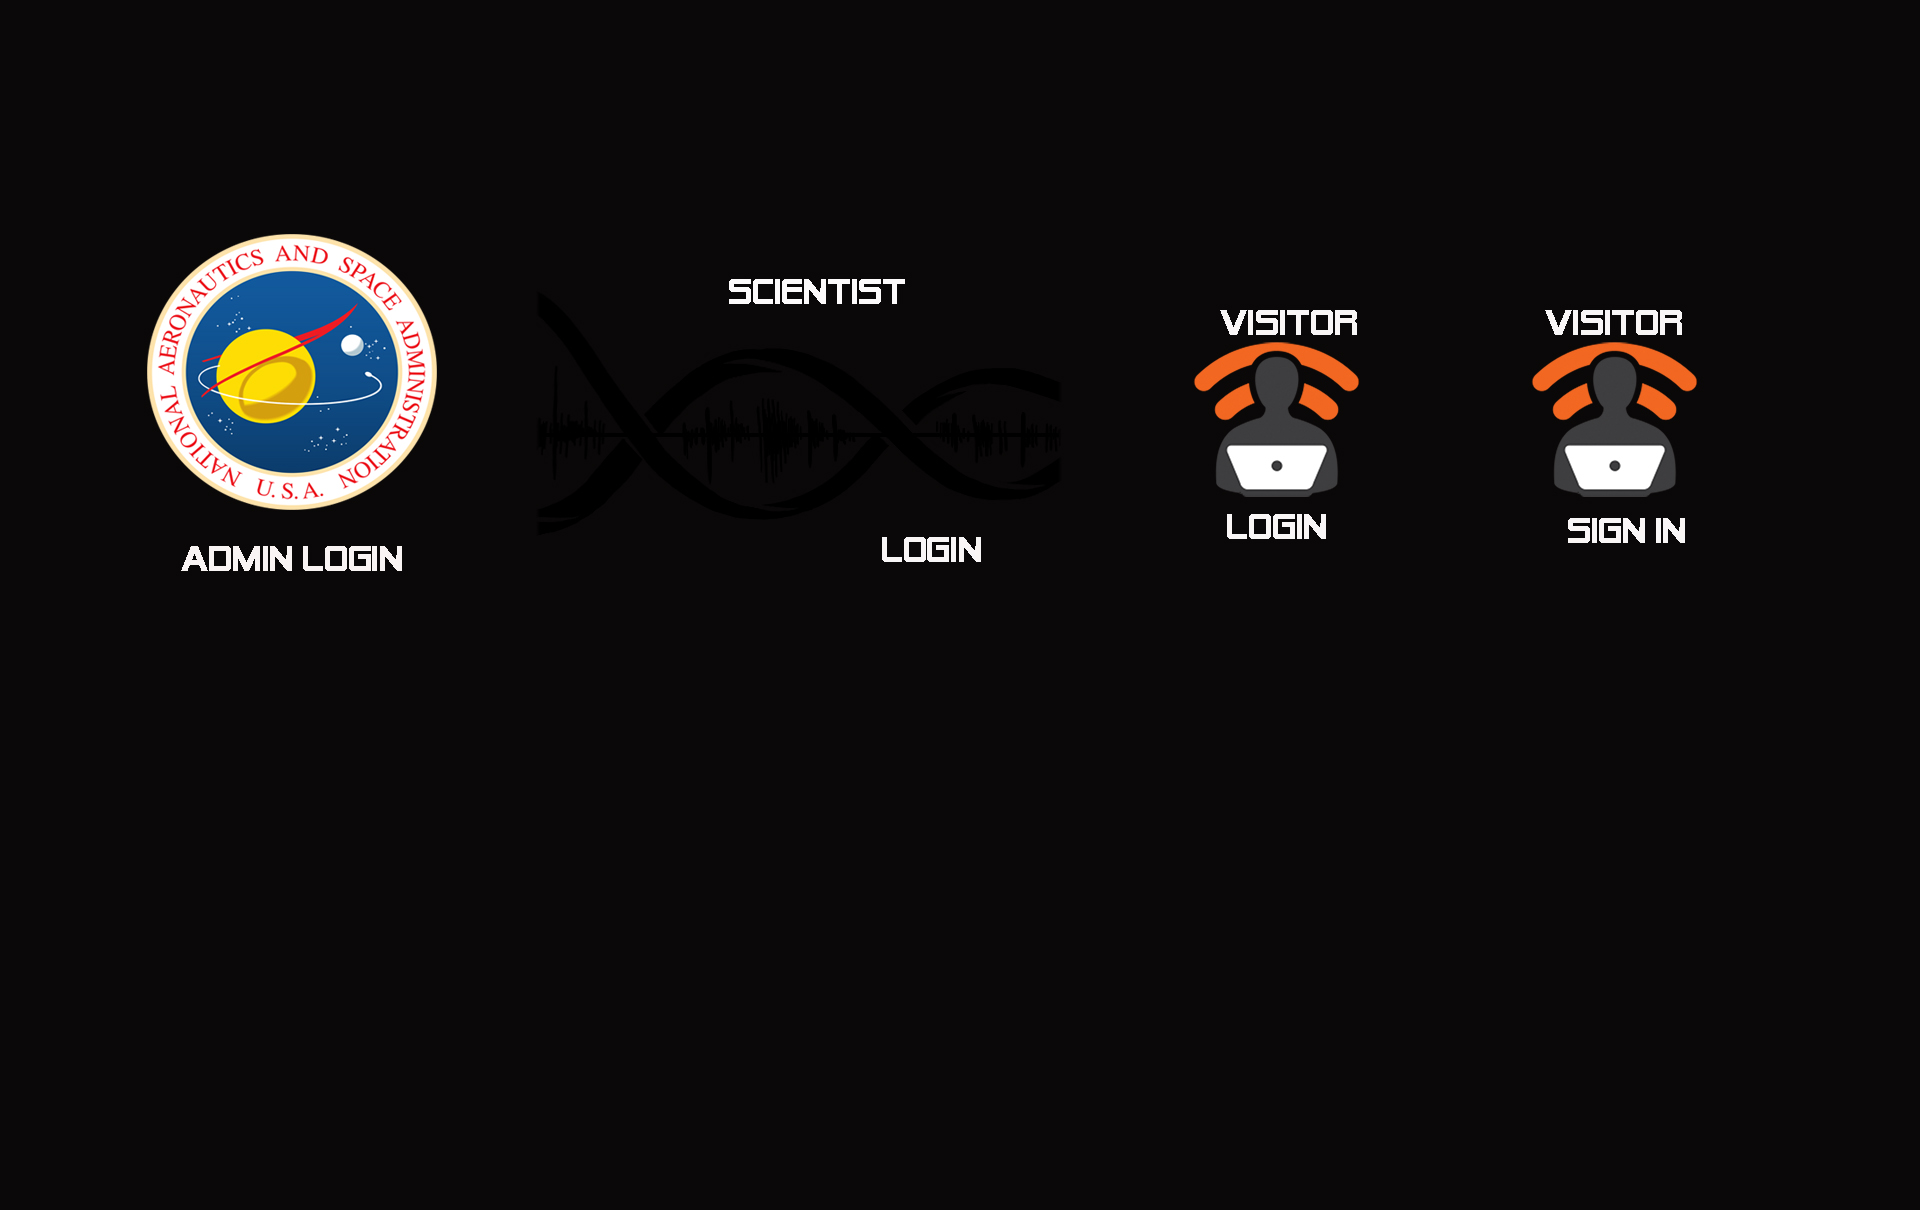 NATIONAL AERONAUTICS AND SPACE ADMINISTRATION
U.S.A.
ADMIN LOGIN
SCIENTIST
LOGIN
VISITOR
LOGIN
VISITOR
SIGN IN